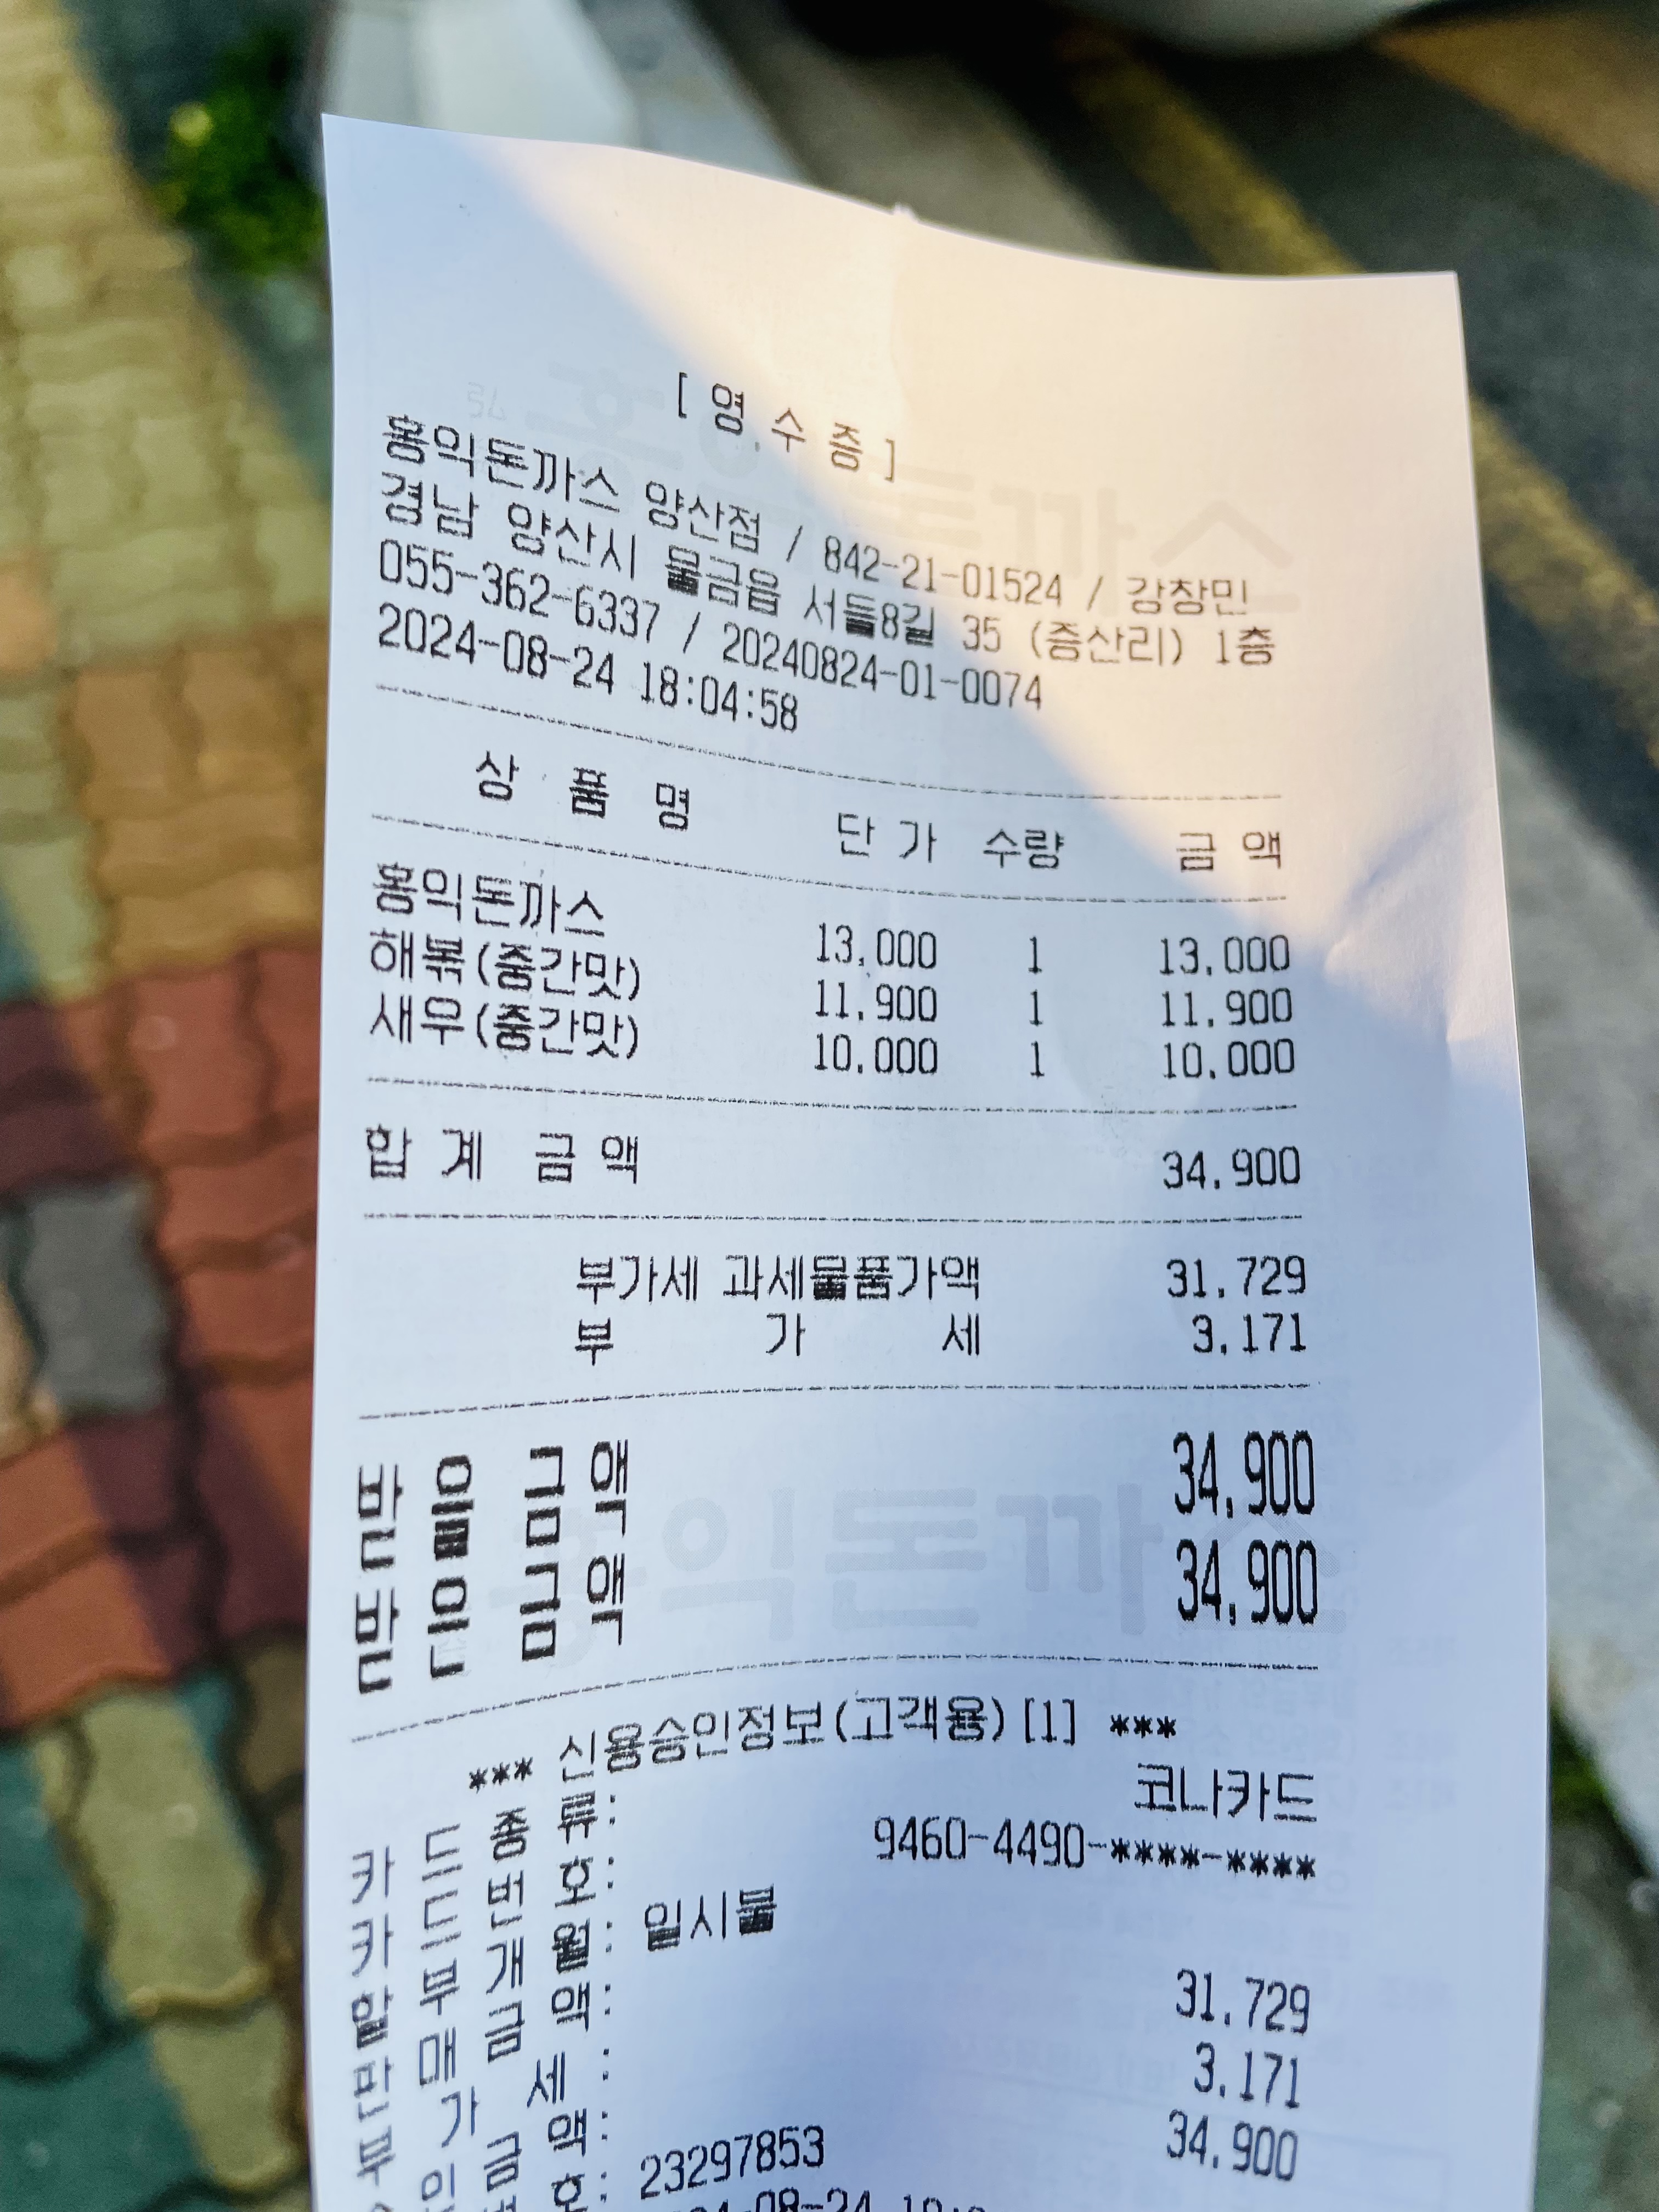 [ 영 수 증 ]
홍익돈까스 양산점 / 842-21-01524 / 강창민
경남 양산시 물금읍 서들8길 35 (증산리) 1층
055-362-6337 / 20240824-01-0074
2024-08-24 18:04:58
상 품 명 단 가 수량 금 액
홍익돈까스 13,000 1 13,000
해볶(중간맛) 11,900 1 11,900
새우(중간맛) 10,000 1 10,000
합 계 금 액 34,900
부가세 과세물품가액 31,729
부 가 세 3,171
받 을 금 액 34,900
받 은 금 액 34,900
*** 신용승인정보(고객용)[1] ***
카 드 종 류: 코나카드
카 드 번 호: 9460-4490-****-****
할 부 개 월: 일시불
판 매 금 액: 31,729
부 가 세 : 3,171
금 액: 34,900
호: 23297853